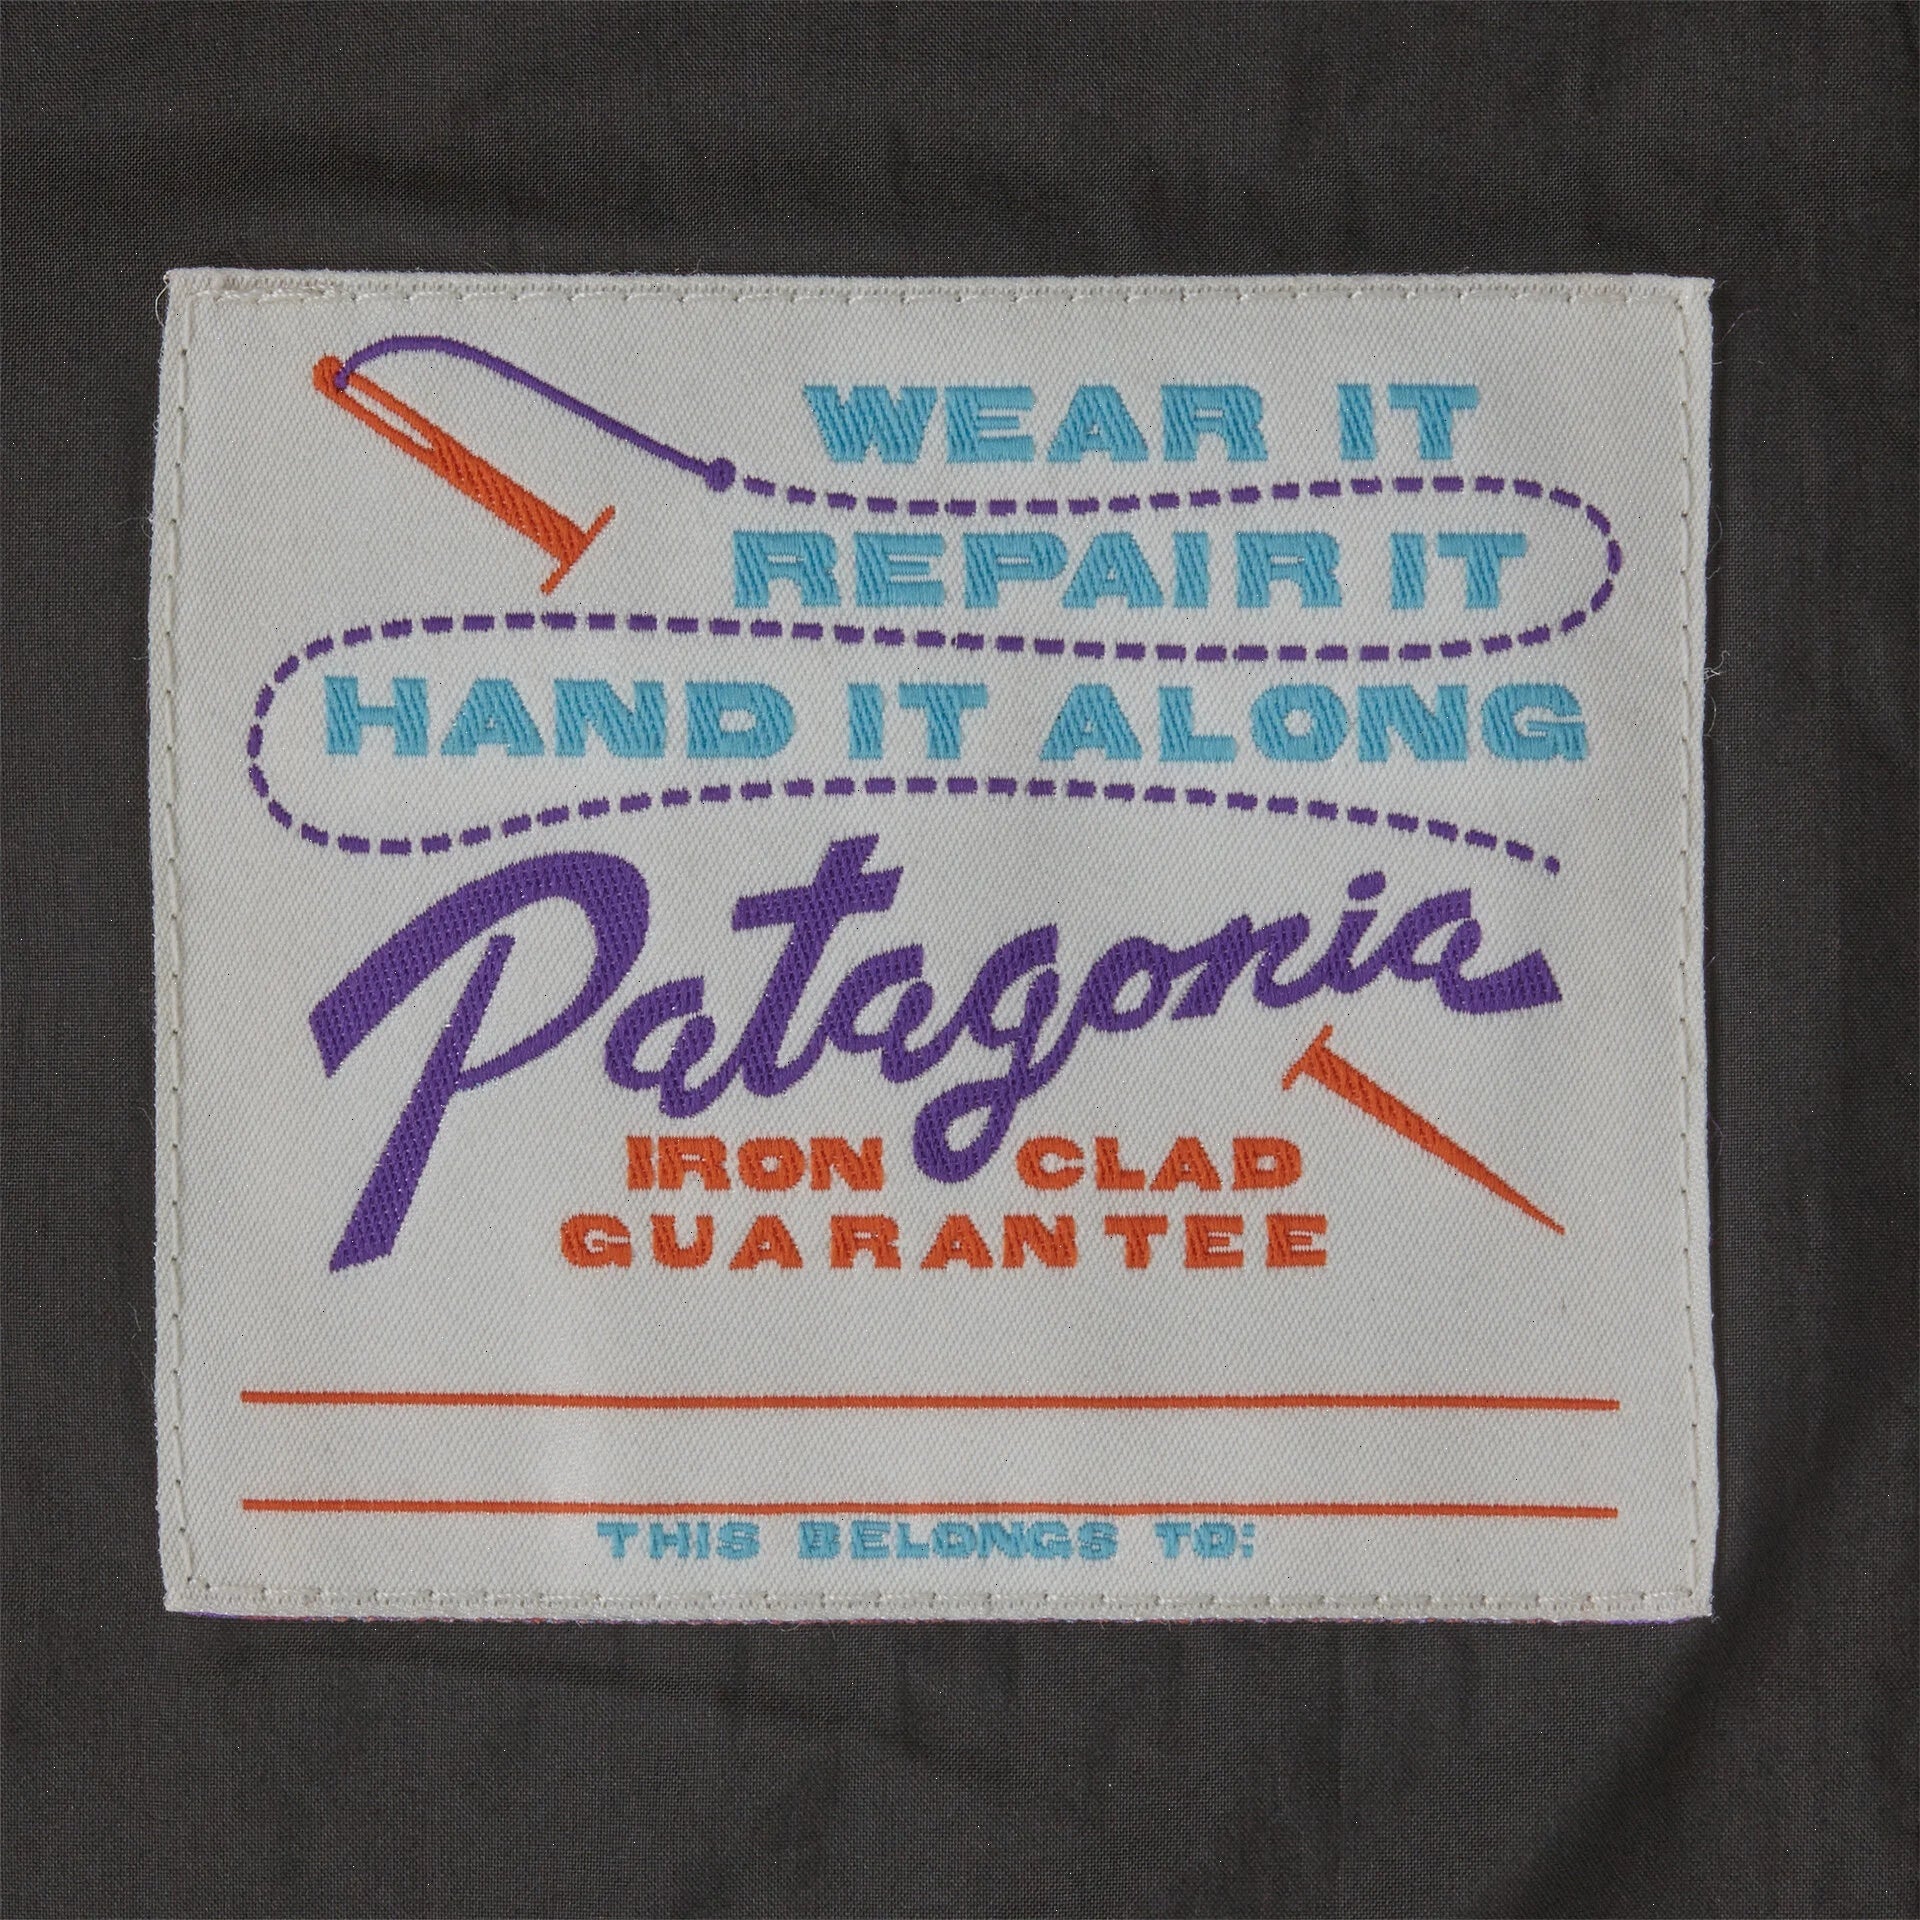 WEAR IT
REPAIR IT
HAND IT ALONG
Patagonia
IRON CLAD
GUARANTEE
THIS BELONGS TO: